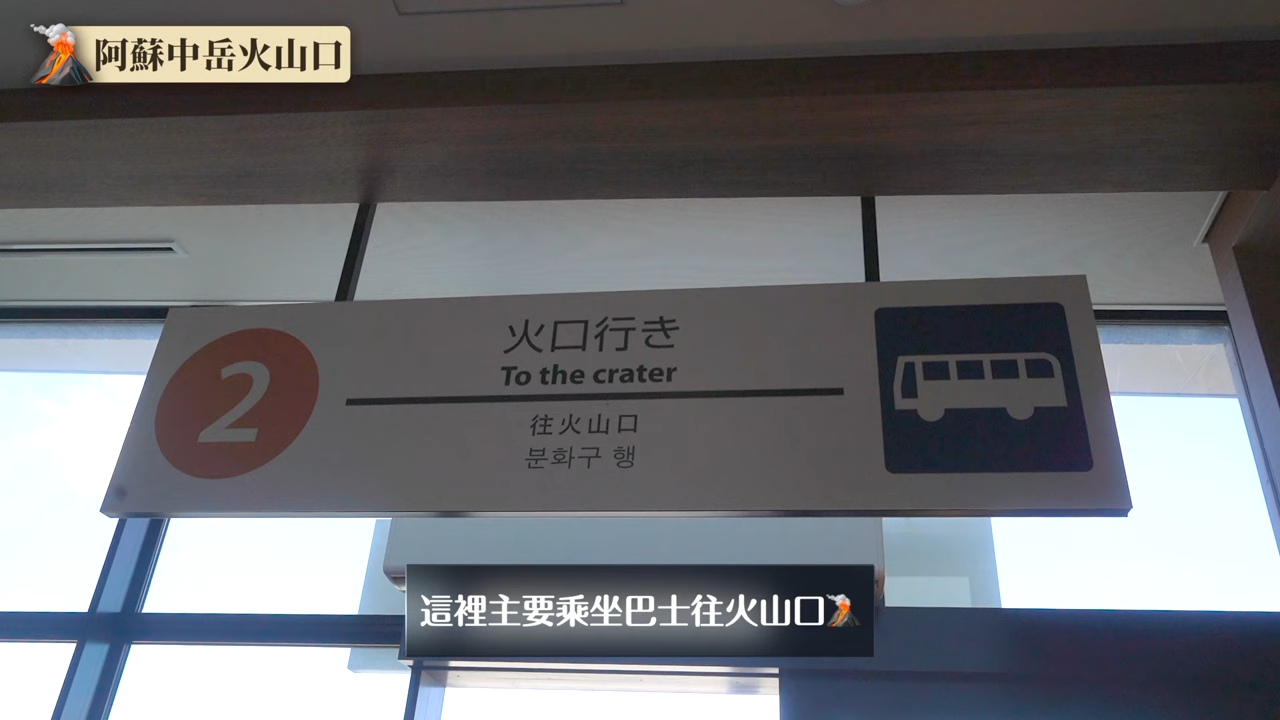 阿蘇中岳火山口
2
火口行き
To the crater
往火山口
분화구 행
這裡主要乘坐巴士往火山口